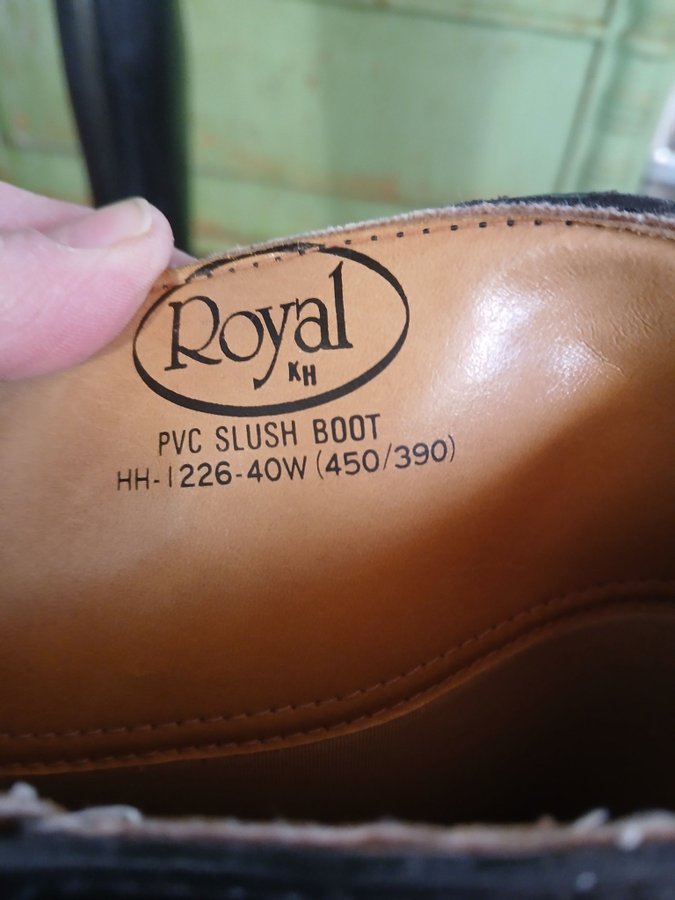 Royal
KH
PVC SLUSH BOOT
HH-1226-40W (450/390)